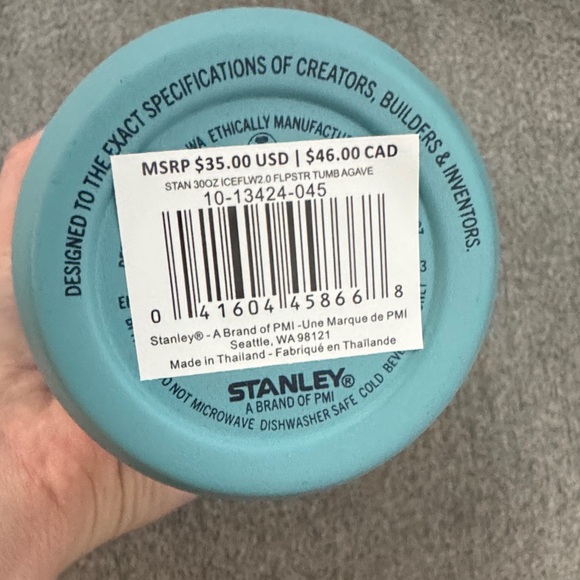 DESIGNED TO THE EXACT SPECIFICATIONS OF CREATORS, BUILDERS & INVENTORS.
WA ETHICALLY
MSRP $35.00 USD | $46.00 CAD
STAN 30OZ ICEFLW2.0 FLPSTR TUMB AGAVE
10-13424-045
0 41604 45866 8
Stanley® - A Brand of PMI -Une Marque de PMI
Seattle, WA 98121
Made in Thailand - Fabriqué en Thaïlande
STANLEY®
A BRAND OF PMI
NOT MICROWAVE DISHWASHER SAFE COLD